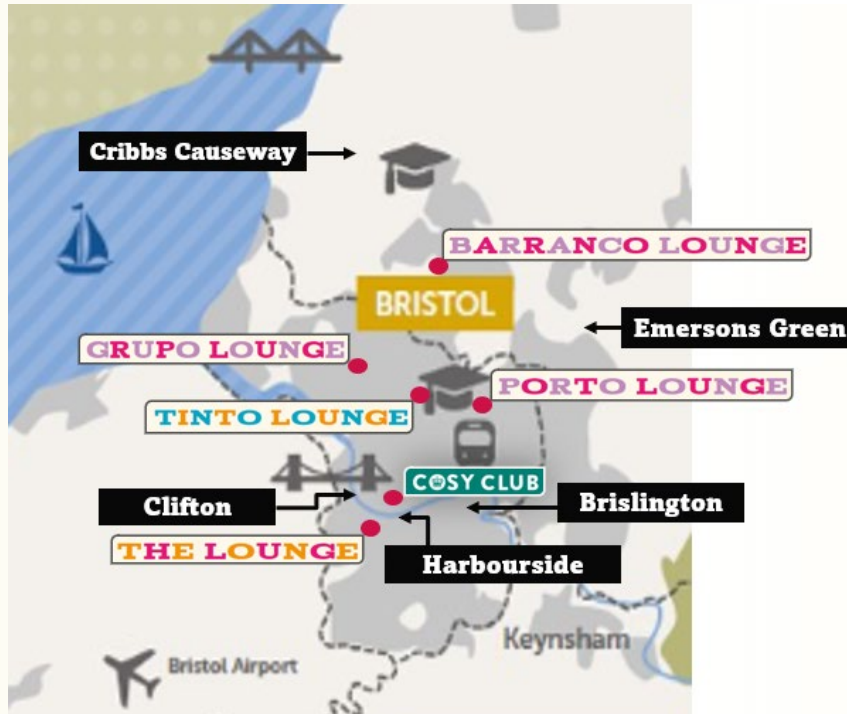 Cribbs Causeway
BARRANCO LOUNGE
BRISTOL
Emersons Green
GRUPO LOUNGE
PORTO LOUNGE
TINTO LOUNGE
COSY CLUB
Clifton
Brislington
THE LOUNGE
Harbourside
Keynsham
Bristol Airport